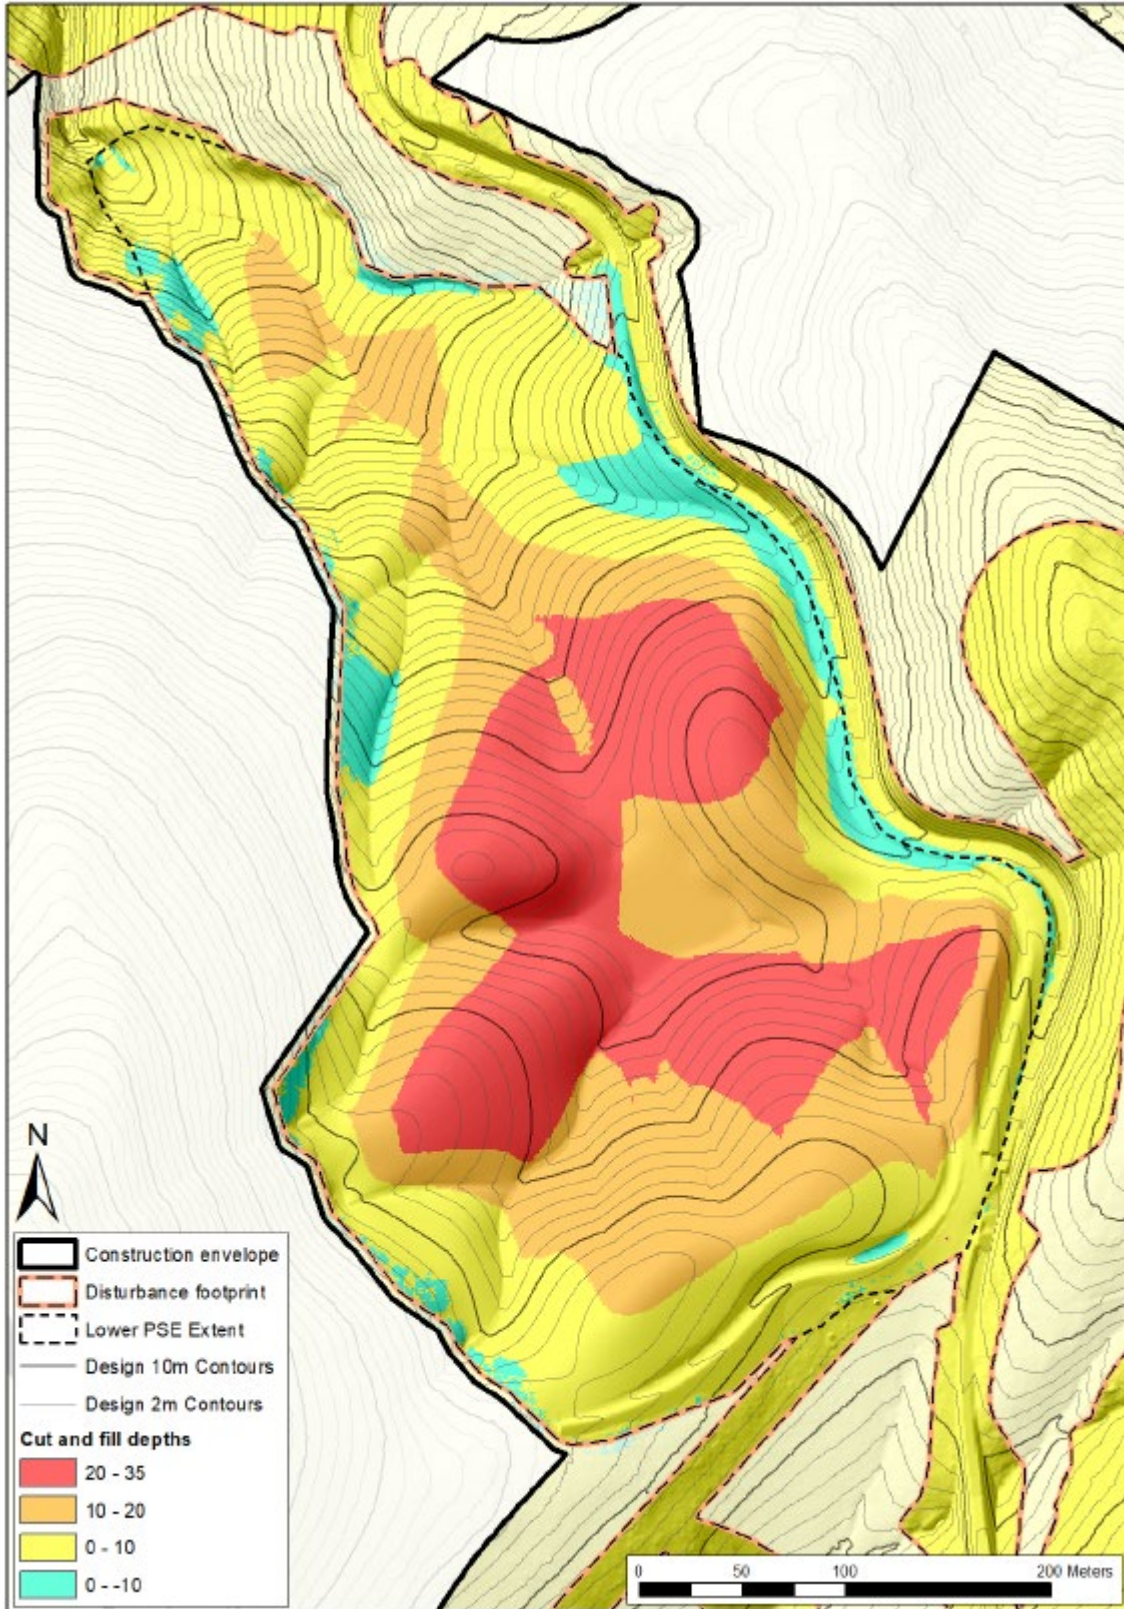 N
Construction envelope
Disturbance footprint
Lower PSE Extent
Design 10m Contours
Design 2m Contours
Cut and fill depths
20 - 35
10 - 20
0 - 10
0 - -10
0 50 100 200 Meters